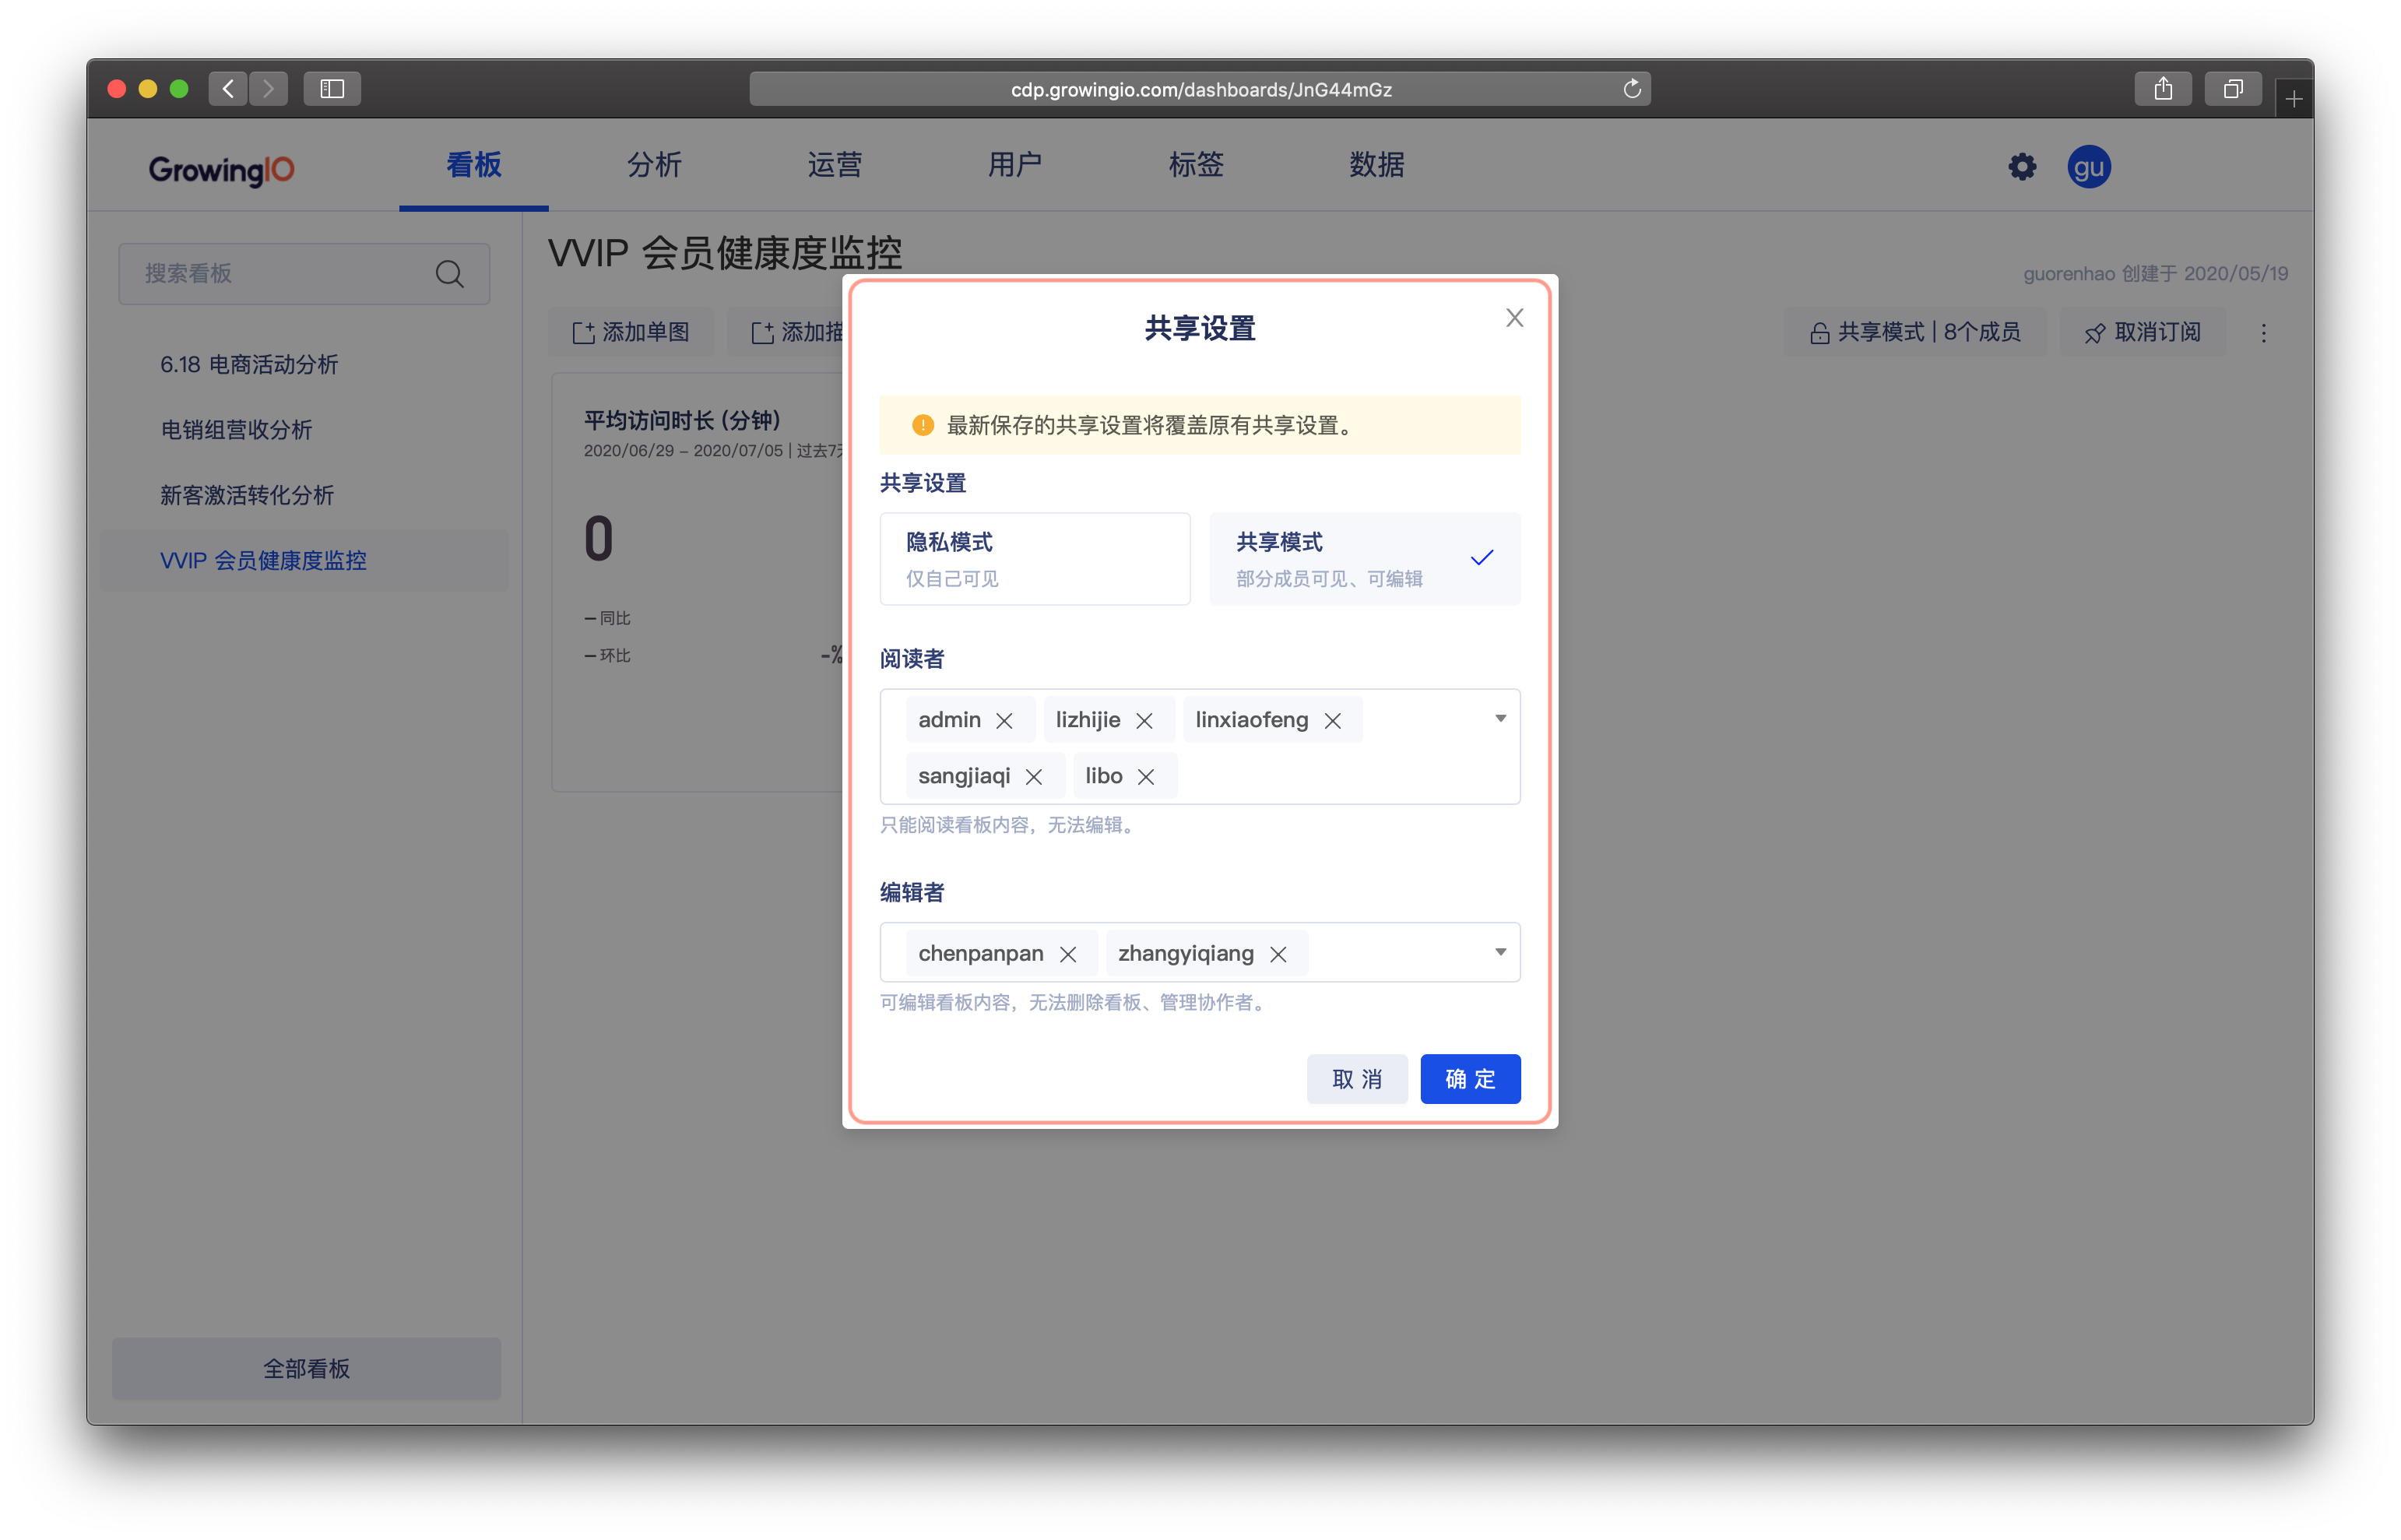 cdp.growingio.com/dashboards/JnG44mGz
GrowingIO
看板
分析
运营
用户
标签
数据
gu
搜索看板
6.18 电商活动分析
电销组营收分析
新客激活转化分析
VVIP 会员健康度监控
全部看板
VVIP 会员健康度监控
guorenhao 创建于 2020/05/19
添加单图
添加描
共享模式 | 8个成员
取消订阅
平均访问时长 (分钟)
2020/06/29 - 2020/07/05 | 过去7天
0
同比
环比
-%
共享设置
最新保存的共享设置将覆盖原有共享设置。
共享设置
隐私模式
仅自己可见
共享模式
部分成员可见、可编辑
阅读者
admin
lizhijie
linxiaofeng
sangjiaqi
libo
只能阅读看板内容，无法编辑。
编辑者
chenpanpan
zhangyiqiang
可编辑看板内容，无法删除看板、管理协作者。
取 消
确 定